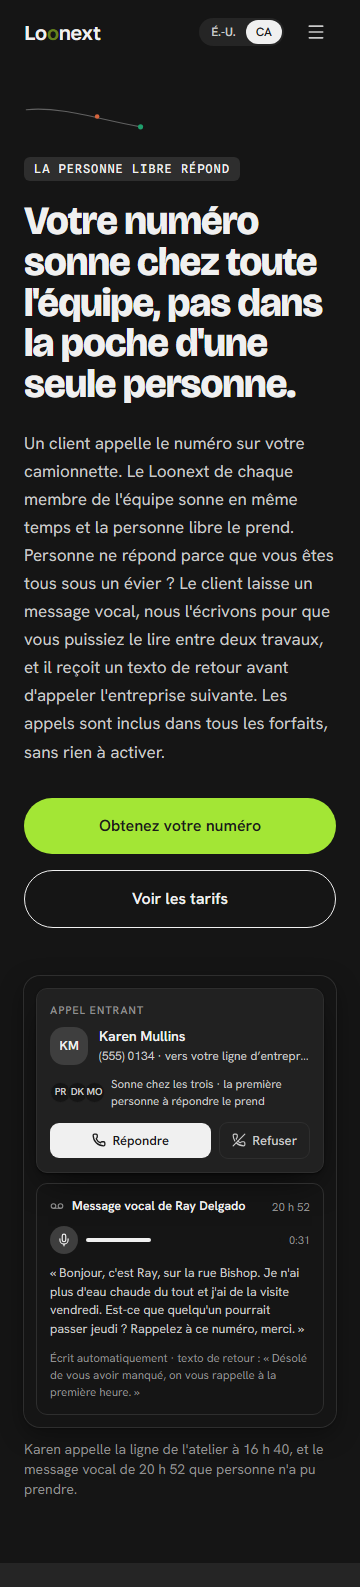 Loonext
É.-U. CA
LA PERSONNE LIBRE RÉPOND
Votre numéro
sonne chez toute
l'équipe, pas dans
la poche d'une
seule personne.
Un client appelle le numéro sur votre
camionnette. Le Loonext de chaque
membre de l'équipe sonne en même
temps et la personne libre le prend.
Personne ne répond parce que vous êtes
tous sous un évier ? Le client laisse un
message vocal, nous l'écrivons pour que
vous puissiez le lire entre deux travaux,
et il reçoit un texto de retour avant
d'appeler l'entreprise suivante. Les
appels sont inclus dans tous les forfaits,
sans rien à activer.
Obtenez votre numéro
Voir les tarifs
APPEL ENTRANT
KM
Karen Mullins
(555) 0134 · vers votre ligne d’entrepr...
PR DK MO
Sonne chez les trois · la première
personne à répondre le prend
Répondre
Refuser
Message vocal de Ray Delgado
20 h 52
0:31
« Bonjour, c'est Ray, sur la rue Bishop. Je n'ai
plus d'eau chaude du tout et j'ai de la visite
vendredi. Est-ce que quelqu'un pourrait
passer jeudi ? Rappelez à ce numéro, merci. »
Écrit automatiquement · texto de retour : « Désolé
de vous avoir manqué, on vous rappelle à la
première heure. »
Karen appelle la ligne de l'atelier à 16 h 40, et le
message vocal de 20 h 52 que personne n'a pu
prendre.